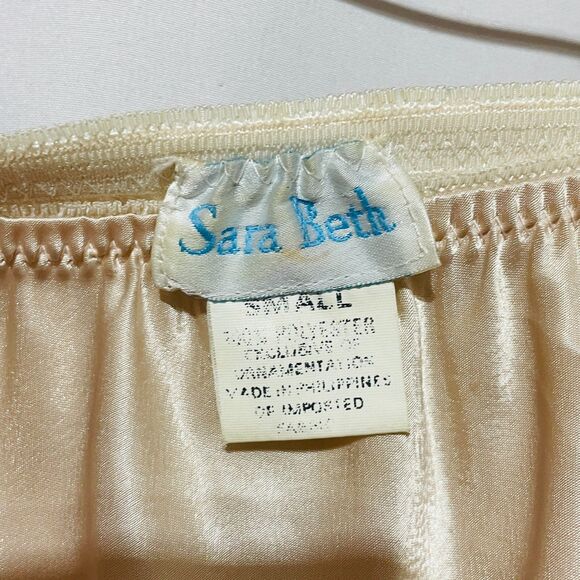 Sara Beth
SMALL
100% POLYESTER
EXCLUSIVE OF
ORNAMENTATION
MADE IN PHILIPPINES
OF IMPORTED
FABRIC